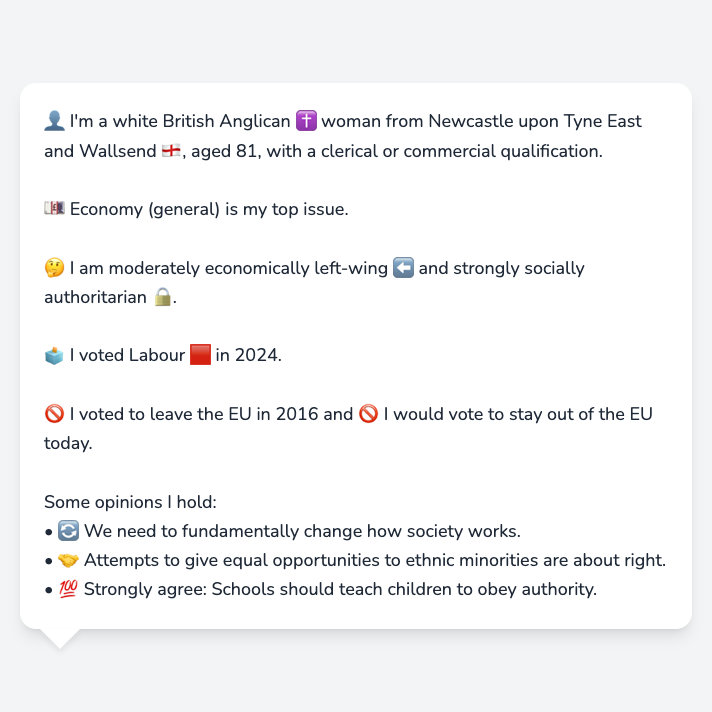 👤 I'm a white British Anglican ✝️ woman from Newcastle upon Tyne East
and Wallsend 🏴󠁧󠁢󠁥󠁮󠁧󠁿, aged 81, with a clerical or commercial qualification.
💷 Economy (general) is my top issue.
🤔 I am moderately economically left-wing ⬅️ and strongly socially
authoritarian 🔒.
🗳️ I voted Labour 🟥 in 2024.
🚫 I voted to leave the EU in 2016 and 🚫 I would vote to stay out of the EU
today.
Some opinions I hold:
• 🔄 We need to fundamentally change how society works.
• 🤝 Attempts to give equal opportunities to ethnic minorities are about right.
• 💯 Strongly agree: Schools should teach children to obey authority.